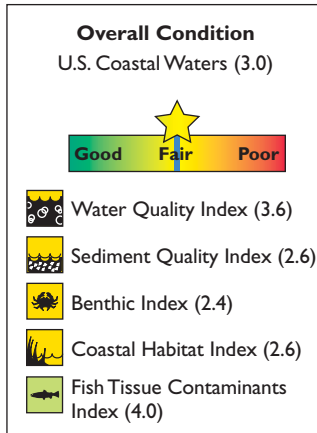 Overall Condition
U.S. Coastal Waters (3.0)
Good Fair Poor
Water Quality Index (3.6)
Sediment Quality Index (2.6)
Benthic Index (2.4)
Coastal Habitat Index (2.6)
Fish Tissue Contaminants
Index (4.0)